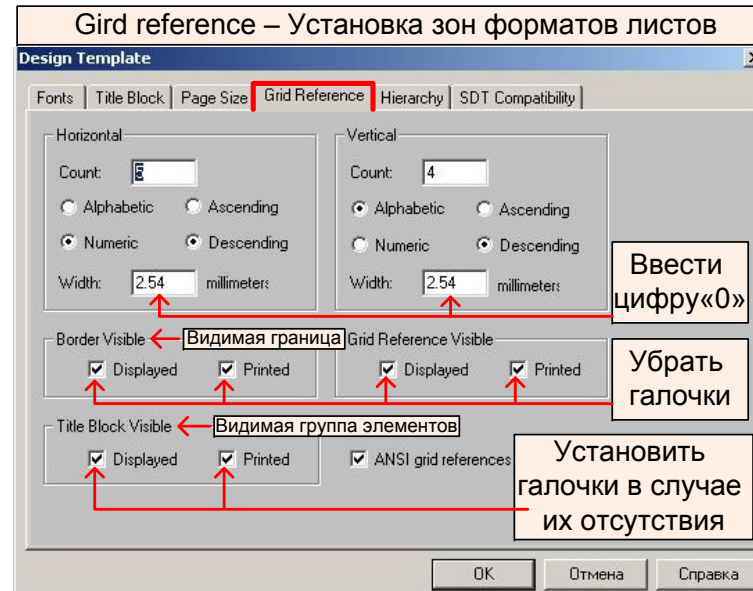 Gird reference – Установка зон форматов листов
Design Template
Fonts Title Block Page Size Grid Reference Hierarchy SDT Compatibility
Horizontal Vertical
Count: 5 Count: 4
Alphabetic Ascending Alphabetic Ascending
Numeric Descending Numeric Descending
Width: 2.54 millimeters Width: 2.54 millimeters
Ввести
цифру«0»
Border Visible Видимая граница Grid Reference Visible
Displayed Printed Displayed Printed
Убрать
галочки
Title Block Visible Видимая группа элементов
Displayed Printed ANSI grid references
Установить
галочки в случае
их отсутствия
OK Отмена Справка